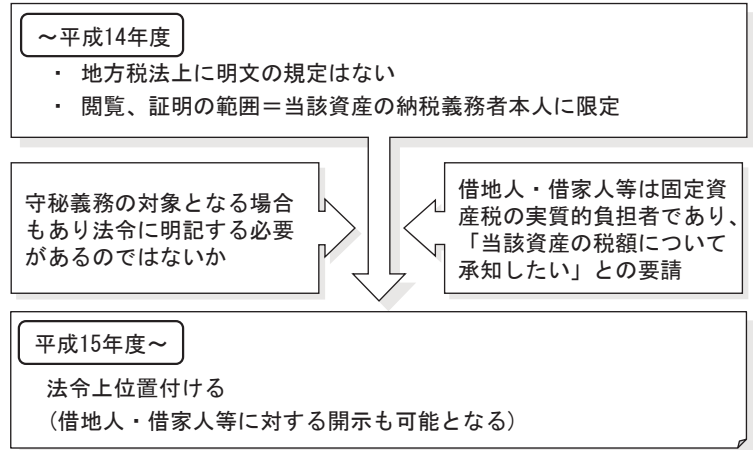 ～平成14年度
・ 地方税法上に明文の規定はない
・ 閲覧、証明の範囲＝当該資産の納税義務者本人に限定
守秘義務の対象となる場合
もあり法令に明記する必要
があるのではないか
借地人・借家人等は固定資
産税の実質的負担者であり、
「当該資産の税額について
承知したい」との要請
平成15年度～
法令上位置付ける
(借地人・借家人等に対する開示も可能となる)